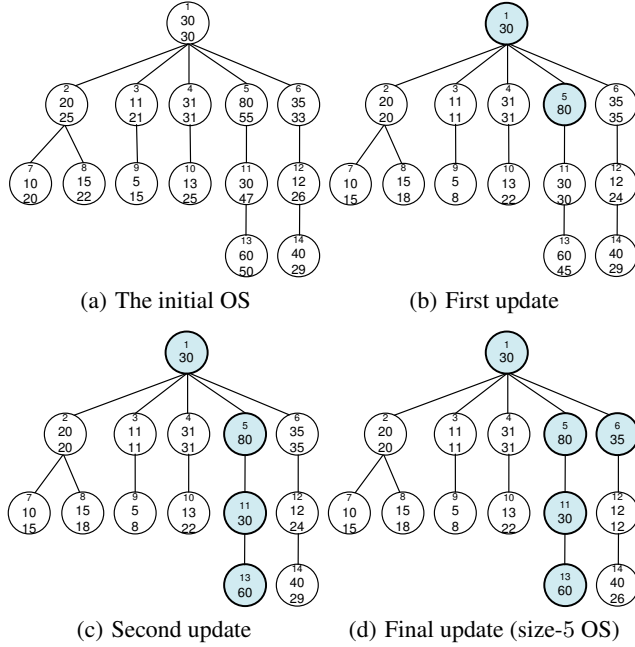 1
30
30
2 3 4 5 6
20 11 31 80 35
25 21 31 55 33
7 8 9 10 11 12
10 15 5 13 30 12
20 22 15 25 47 26
13 14
60 40
50 29
(a) The initial OS
1
30
2 3 4 5 6
20 11 31 80 35
20 11 31 35
7 8 9 10 11 12
10 15 5 13 30 12
15 18 8 22 30 24
13 14
60 40
45 29
(b) First update
1
30
2 3 4 5 6
20 11 31 80 35
20 11 31 35
7 8 9 10 11 12
10 15 5 13 30 12
15 18 8 22 24
13 14
60 40
29
(c) Second update
1
30
2 3 4 5 6
20 11 31 80 35
20 11 31
7 8 9 10 11 12
10 15 5 13 30 12
15 18 8 22 12
13 14
60 40
26
(d) Final update (size-5 OS)